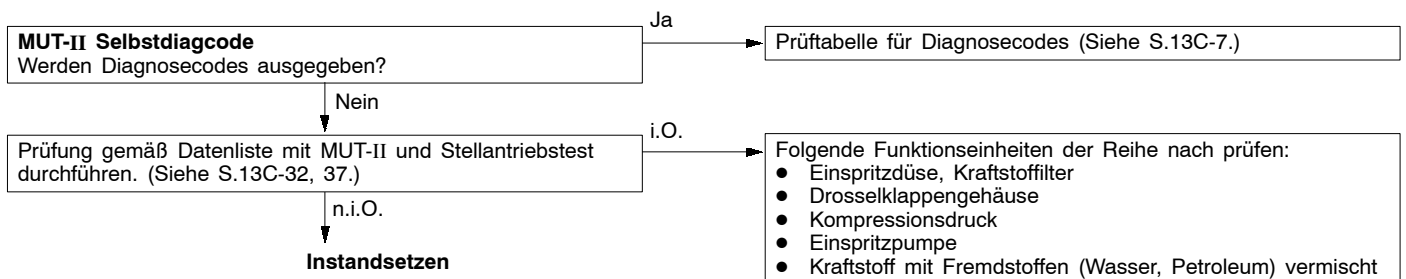 MUT-II Selbstdiagcode
Werden Diagnosecodes ausgegeben?
Ja
Prüftabelle für Diagnosecodes (Siehe S.13C-7.)
Nein
Prüfung gemäß Datenliste mit MUT-II und Stellantriebstest
durchführen. (Siehe S.13C-32, 37.)
i.O.
Folgende Funktionseinheiten der Reihe nach prüfen:
● Einspritzdüse, Kraftstoffilter
● Drosselklappengehäuse
● Kompressionsdruck
● Einspritzpumpe
● Kraftstoff mit Fremdstoffen (Wasser, Petroleum) vermischt
n.i.O.
Instandsetzen